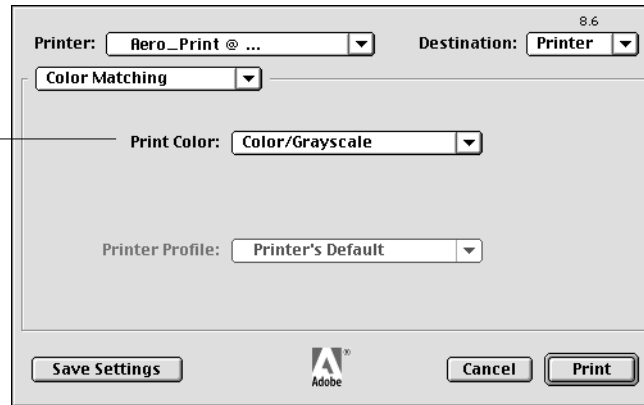 8.6
Printer: Aero_Print @ ... Destination: Printer
Color Matching
Print Color: Color/Grayscale
Printer Profile: Printer's Default
Save Settings Adobe® Cancel Print